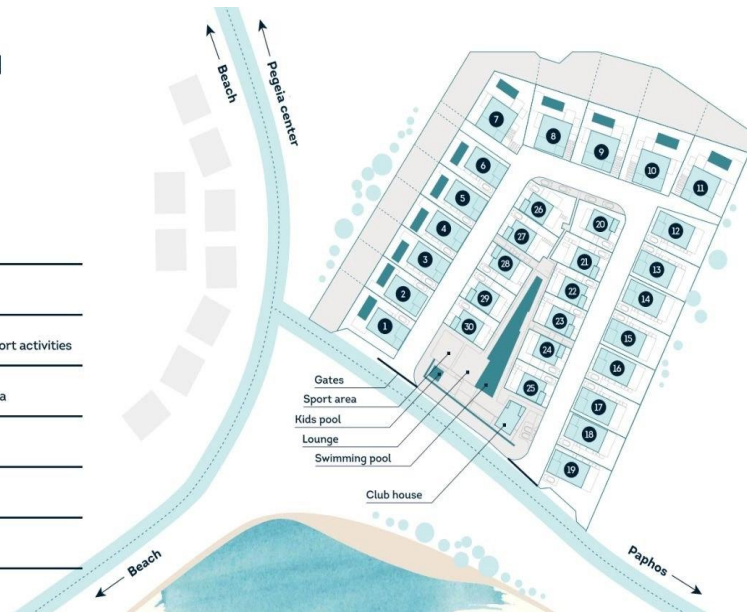 ort activities
a
Beach
Pegeia center
7
8
9
10
11
6
5
4
3
2
1
26
27
28
29
30
20
21
22
23
24
25
12
13
14
15
16
17
18
19
Gates
Sport area
Kids pool
Lounge
Swimming pool
Club house
Beach
Paphos